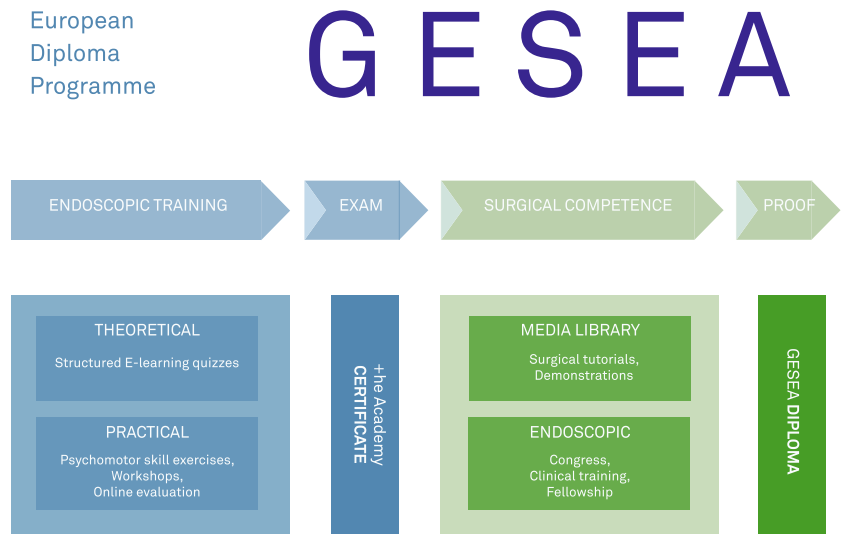 European
Diploma
Programme
GESEA
ENDOSCOPIC TRAINING
EXAM
SURGICAL COMPETENCE
PROOF
THEORETICAL
Structured E-learning quizzes
PRACTICAL
Psychomotor skill exercises,
Workshops,
Online evaluation
+he Academy
CERTIFICATE
MEDIA LIBRARY
Surgical tutorials,
Demonstrations
ENDOSCOPIC
Congress,
Clinical training,
Fellowship
GESEA DIPLOMA